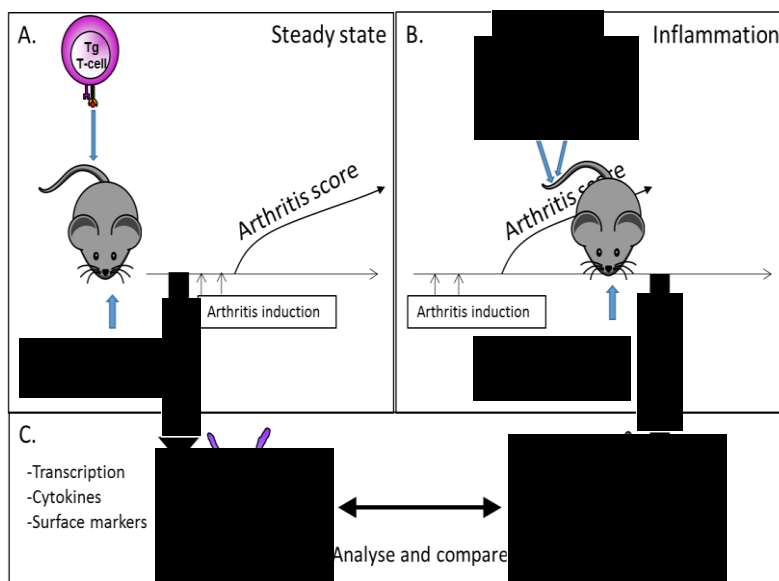 A.
Steady state
Tg
T-cell
Arthritis score
Arthritis induction
B.
Inflammation
Arthritis score
Arthritis induction
C.
-Transcription
-Cytokines
-Surface markers
Analyse and compare